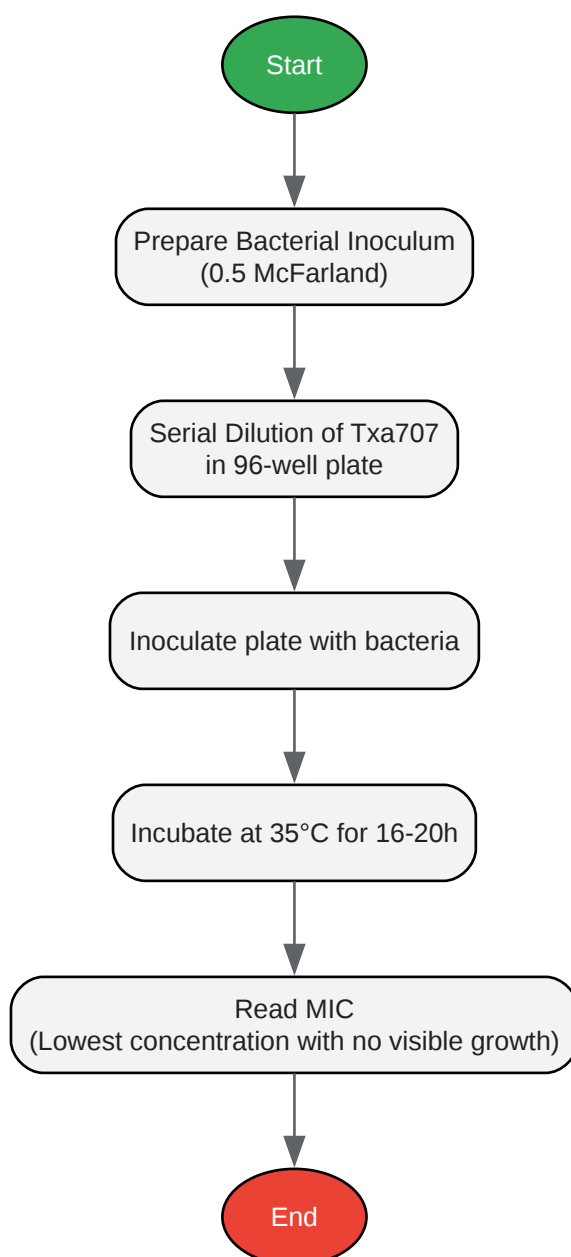 Start
Prepare Bacterial Inoculum
(0.5 McFarland)
Serial Dilution of Txa707
in 96-well plate
Inoculate plate with bacteria
Incubate at 35°C for 16-20h
Read MIC
(Lowest concentration with no visible growth)
End